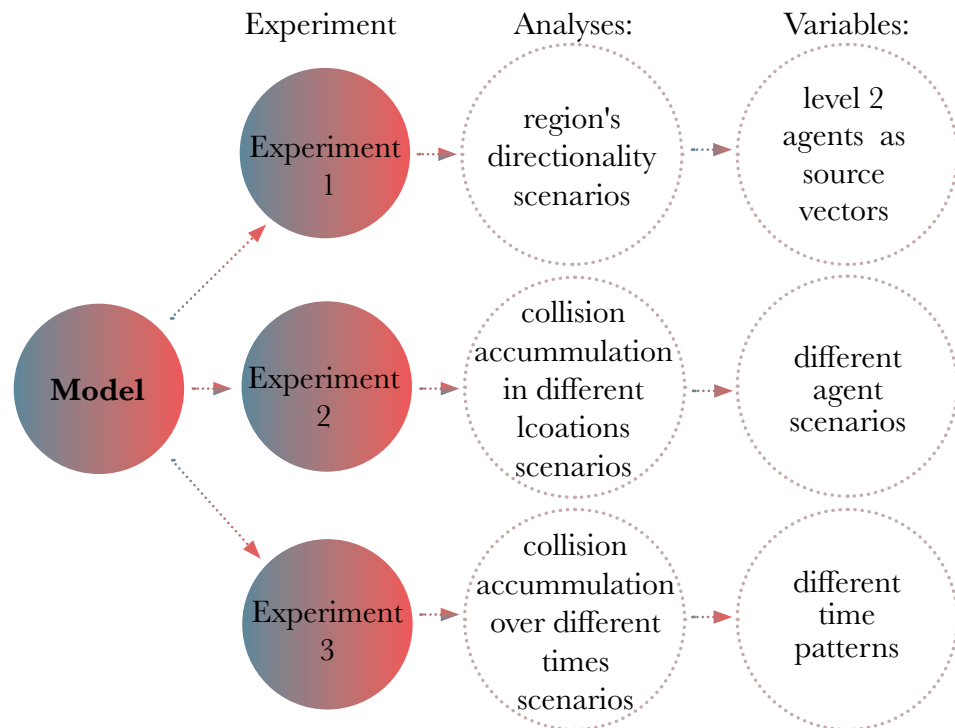 Experiment
Analyses:
Variables:
Experiment
1
region's
directionality
scenarios
level 2
agents as
source
vectors
Model
Experiment
2
collision
accummulation
in different
lcoations
scenarios
different
agent
scenarios
Experiment
3
collision
accummulation
over different
times
scenarios
different
time
patterns